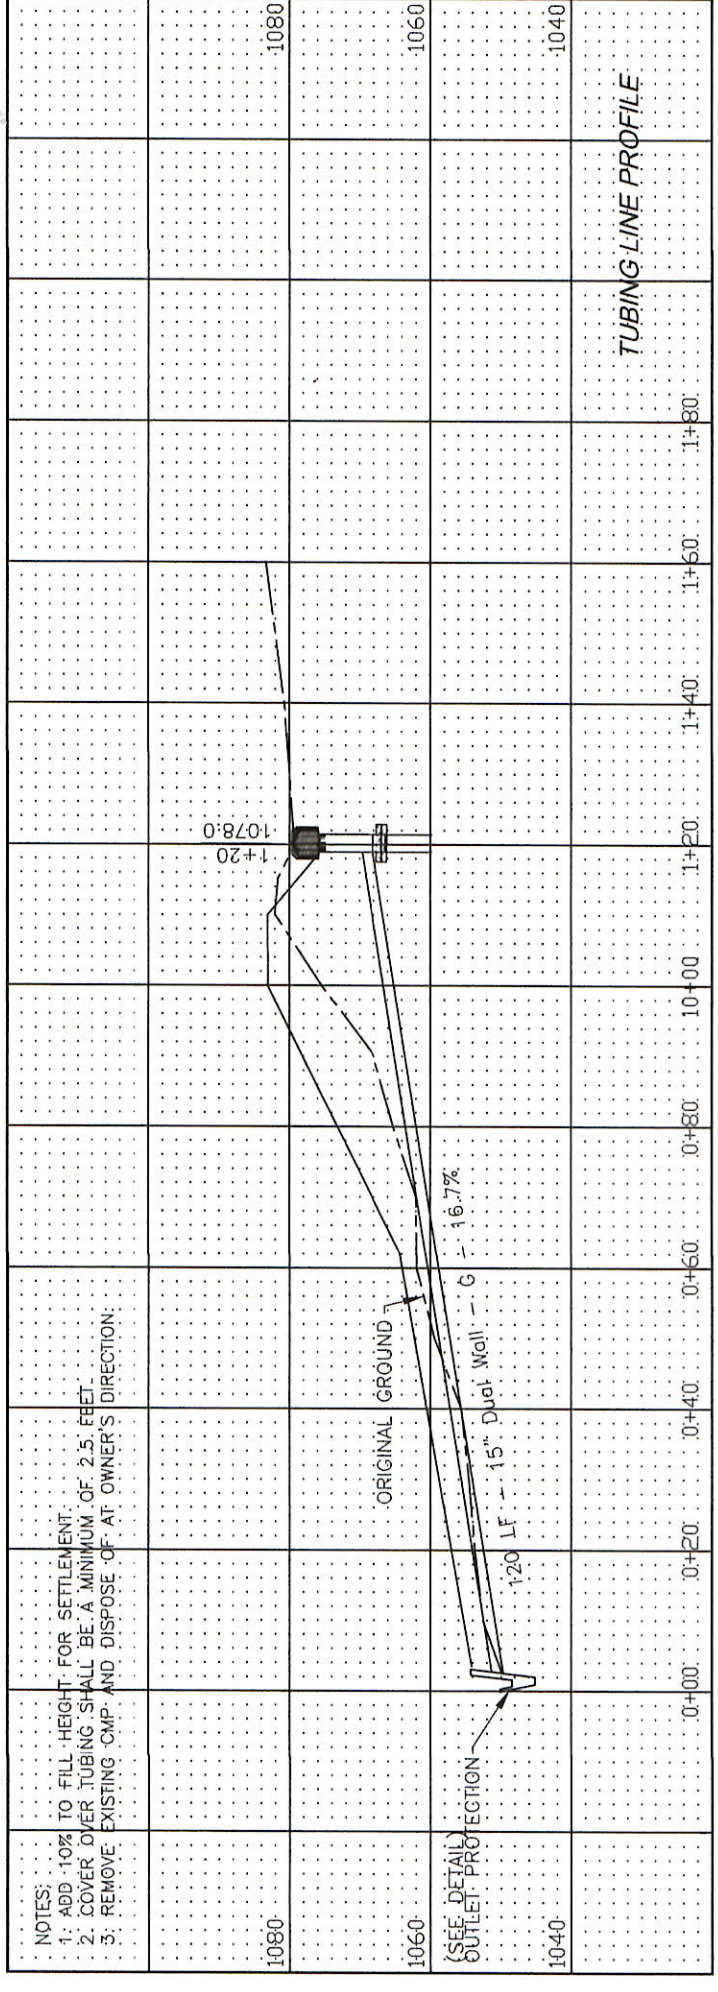 NOTES:
1. ADD 10% TO FILL HEIGHT FOR SETTLEMENT.
2. COVER OVER TUBING SHALL BE A MINIMUM OF 2.5 FEET.
3. REMOVE EXISTING CMP AND DISPOSE OF AT OWNER'S DIRECTION.
1080
1080
1+20
1078.0
1060
1060
ORIGINAL GROUND
(SEE DETAIL)
OUTLET PROTECTION
120 LF - 15" Dual Wall - G - 16.7%
1040
1040
TUBING LINE PROFILE
0+00
0+20
0+40
0+60
0+80
10+00
1+20
1+40
1+60
1+80